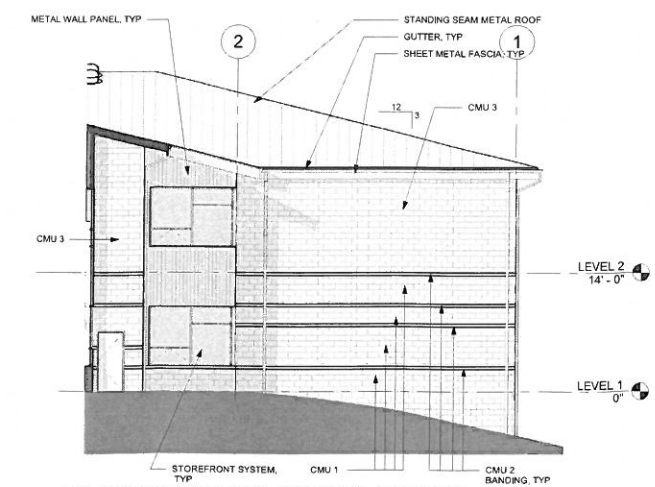 METAL WALL PANEL, TYP
STANDING SEAM METAL ROOF
GUTTER, TYP
SHEET METAL FASCIA, TYP
2
1
12
3
CMU 3
CMU 3
LEVEL 2
14' - 0"
LEVEL 1
0"
STOREFRONT SYSTEM,
TYP
CMU 1
CMU 2
BANDING, TYP